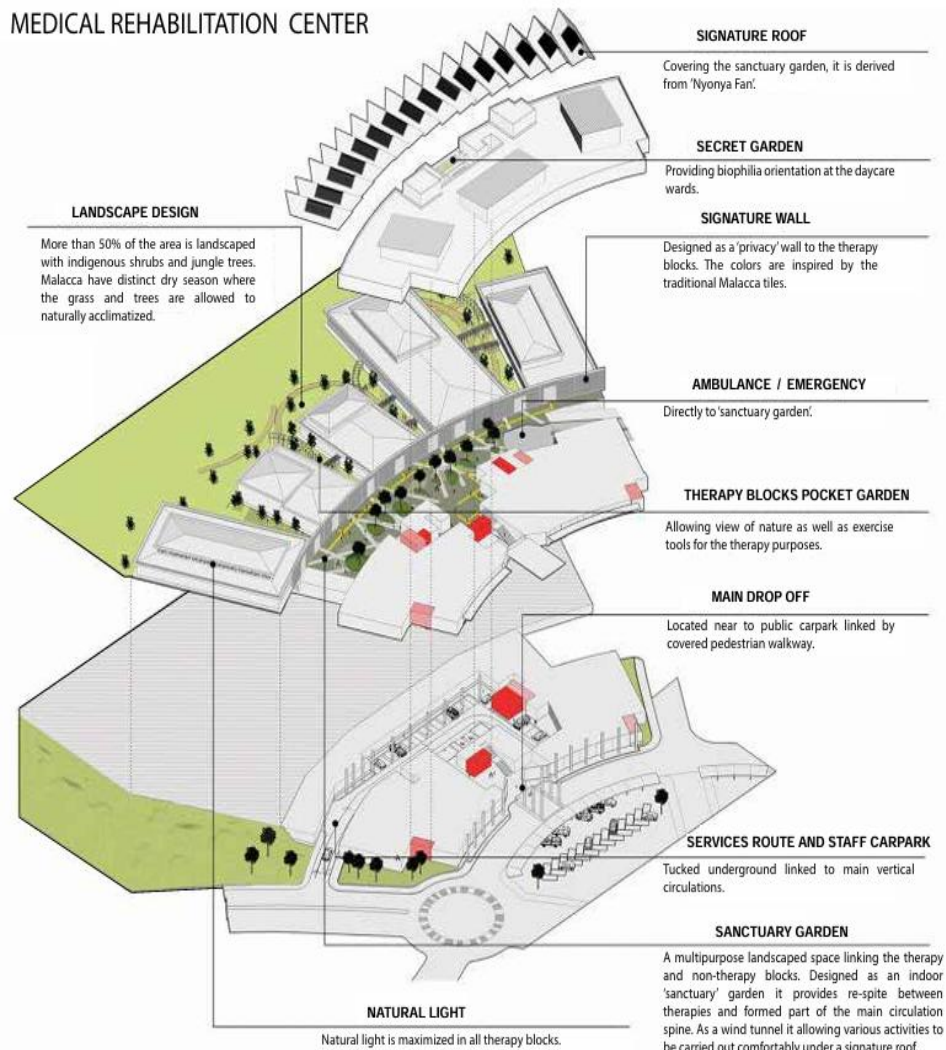 MEDICAL REHABILITATION CENTER
SIGNATURE ROOF
Covering the sanctuary garden, it is derived
from 'Nyonya Fan'.
SECRET GARDEN
Providing biophilia orientation at the daycare
wards.
LANDSCAPE DESIGN
More than 50% of the area is landscaped
with indigenous shrubs and jungle trees.
Malacca have distinct dry season where
the grass and trees are allowed to
naturally acclimatized.
SIGNATURE WALL
Designed as a 'privacy' wall to the therapy
blocks. The colors are inspired by the
traditional Malacca tiles.
AMBULANCE / EMERGENCY
Directly to 'sanctuary garden'.
THERAPY BLOCKS POCKET GARDEN
Allowing view of nature as well as exercise
tools for the therapy purposes.
MAIN DROP OFF
Located near to public carpark linked by
covered pedestrian walkway.
SERVICES ROUTE AND STAFF CARPARK
Tucked underground linked to main vertical
circulations.
SANCTUARY GARDEN
A multipurpose landscaped space linking the therapy
and non-therapy blocks. Designed as an indoor
'sanctuary' garden it provides re-spite between
therapies and formed part of the main circulation
spine. As a wind tunnel it allowing various activities to
be carried out comfortably under a signature roof.
NATURAL LIGHT
Natural light is maximized in all therapy blocks.